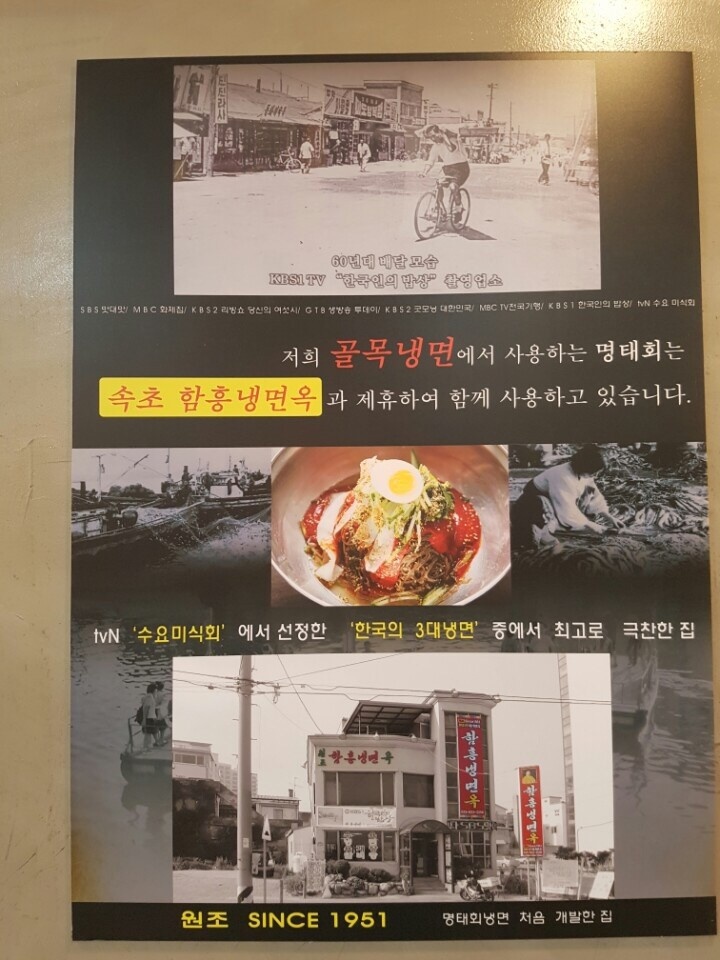 60년대 배달 모습
KBS1 TV "한국인의 밥상" 촬영업소
SBS 맛대맛/ MBC 화제집/ KBS2 리빙쇼 당신의 여섯시/ GTB 생방송 투데이/ KBS2 굿모닝 대한민국/ MBC TV전국기행/ KBS1 한국인의 밥상/ tvN 수요 미식회
저희 골목냉면에서 사용하는 명태회는
속초 함흥냉면옥 과 제휴하여 함께 사용하고 있습니다.
tvN '수요미식회' 에서 선정한 '한국의 3대냉면' 중에서 최고로 극찬한 집
원조 함흥냉면옥
함흥냉면옥
함흥냉면옥
원조 SINCE 1951 명태회냉면 처음 개발한 집